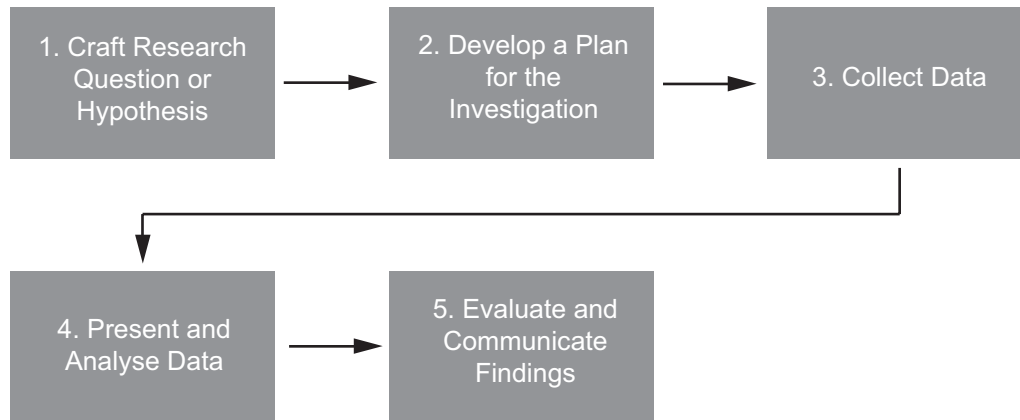 1. Craft Research
Question or
Hypothesis
2. Develop a Plan
for the
Investigation
3. Collect Data
4. Present and
Analyse Data
5. Evaluate and
Communicate
Findings